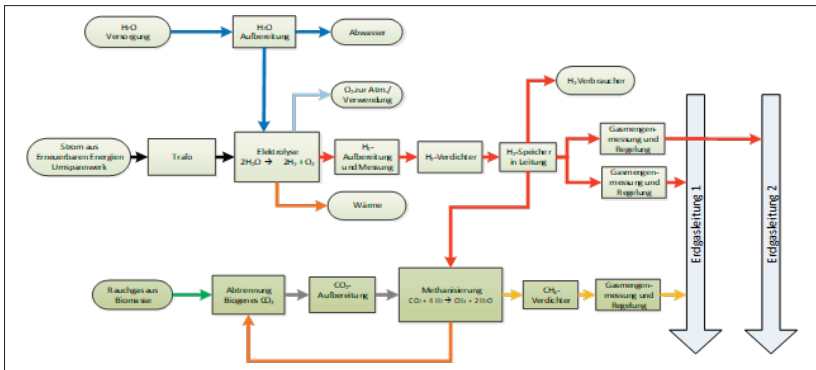 H₂O
Versorgung
H₂O
Aufbereitung
Abwasser
O₂ zur Atm./
Verwendung
H₂ Verbraucher
Strom aus
Erneuerbaren Energien
Umspannwerk
Trafo
Elektrolyse
2H₂O → 2H₂ + O₂
H₂-
Aufbereitung
und Messung
H₂-Verdichter
H₂-Speicher
in Leitung
Gasmengen-
messung und
Regelung
Gasmengen-
messung und
Regelung
Wärme
Erdgasleitung 1
Erdgasleitung 2
Rauchgas aus
Biomasse
Abtrennung
Biogenes CO₂
CO₂-
Aufbereitung
Methanisierung
CO₂ + 4 H₂ → CH₄ + 2 H₂O
CH₄-
Verdichter
Gasmengen-
messung und
Regelung